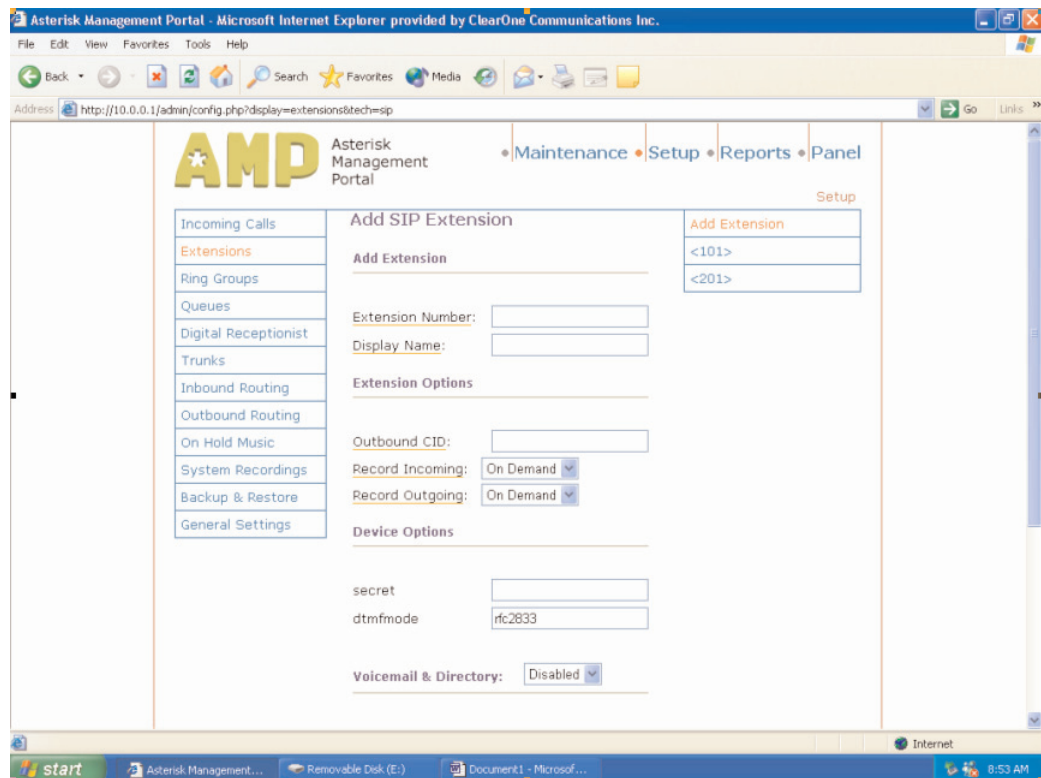 Asterisk Management Portal - Microsoft Internet Explorer provided by ClearOne Communications Inc.
File Edit View Favorites Tools Help
Back Search Favorites Media
Address http://10.0.0.1/admin/config.php?display=extensions&tech=sip Go Links »
AMP
Asterisk
Management
Portal
• Maintenance • Setup • Reports • Panel
Setup
Incoming Calls
Extensions
Ring Groups
Queues
Digital Receptionist
Trunks
Inbound Routing
Outbound Routing
On Hold Music
System Recordings
Backup & Restore
General Settings
Add SIP Extension
Add Extension
Extension Number:
Display Name:
Extension Options
Outbound CID:
Record Incoming: On Demand
Record Outgoing: On Demand
Device Options
secret
dtmfmode rfc2833
Voicemail & Directory: Disabled
Add Extension
<101>
<201>
Internet
start Asterisk Management... Removable Disk (E:) Document1 - Microsof... 8:53 AM